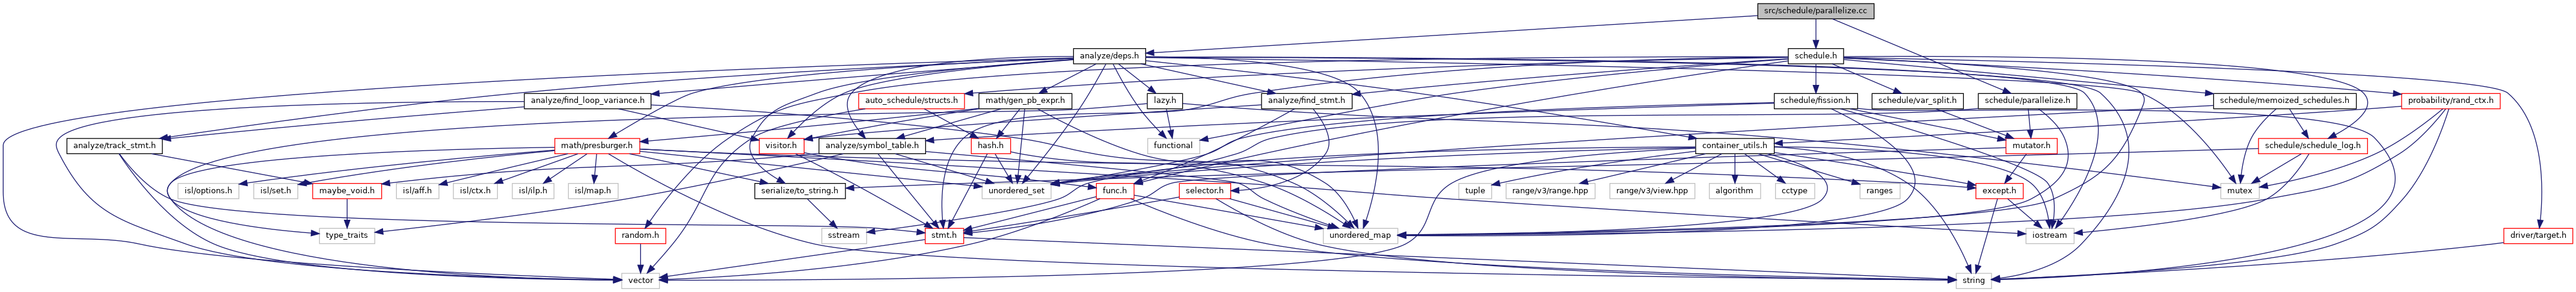 src/schedule/parallelize.cc
analyze/deps.h
schedule.h
analyze/find_loop_variance.h
auto_schedule/structs.h
math/gen_pb_expr.h
lazy.h
analyze/find_stmt.h
schedule/fission.h
schedule/var_split.h
schedule/parallelize.h
schedule/memoized_schedules.h
probability/rand_ctx.h
analyze/track_stmt.h
math/presburger.h
visitor.h
analyze/symbol_table.h
hash.h
functional
container_utils.h
mutator.h
schedule/schedule_log.h
isl/options.h
isl/set.h
maybe_void.h
isl/aff.h
isl/ctx.h
isl/ilp.h
isl/map.h
serialize/to_string.h
unordered_set
func.h
selector.h
tuple
range/v3/range.hpp
range/v3/view.hpp
algorithm
cctype
ranges
except.h
mutex
type_traits
random.h
sstream
stmt.h
unordered_map
iostream
driver/target.h
vector
string